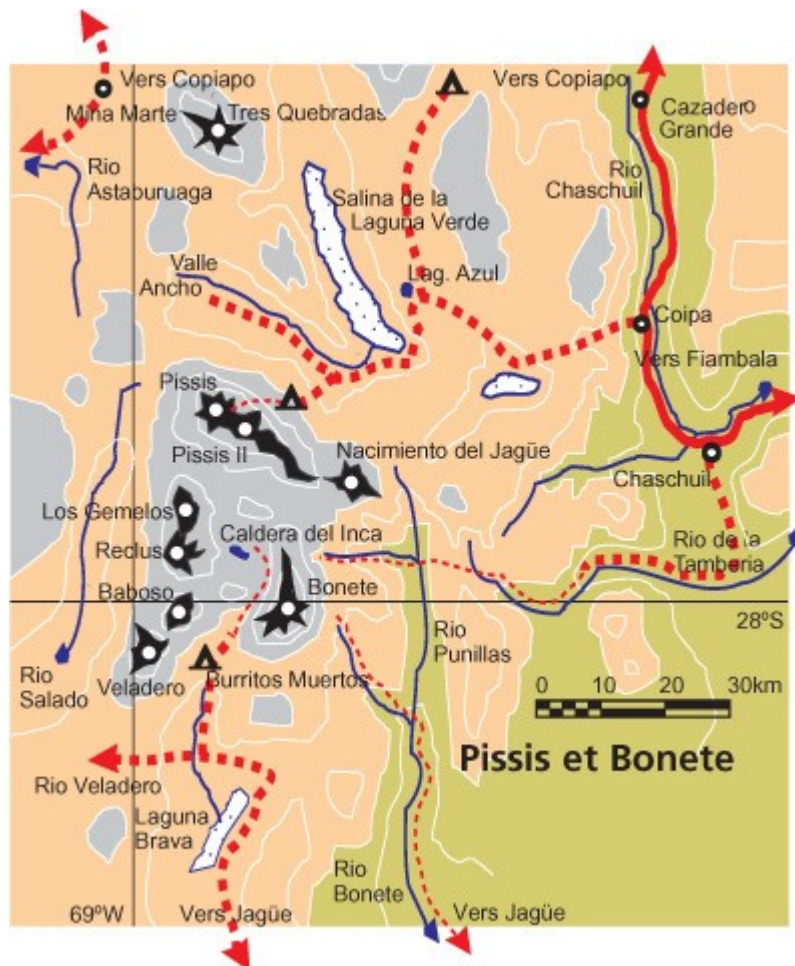 Vers Copiapo
Mina Marte
Tres Quebradas
Vers Copiapo
Cazadero
Grande
Rio
Astaburuaga
Salina de la
Laguna Verde
Rio
Chaschuil
Valle
Ancho
Lag. Azul
Coipa
Vers Fiambala
Pissis
Pissis II
Nacimiento del Jagüe
Chaschuil
Los Gemelos
Caldera del Inca
Rio de la
Tamberia
Reclus
Bonete
Baboso
28ºS
Rio
Punillas
Rio
Salado
Veladero
Burritos Muertos
0 10 20 30km
Pissis et Bonete
Rio Veladero
Laguna
Brava
Rio
Bonete
69ºW
Vers Jagüe
Vers Jagüe